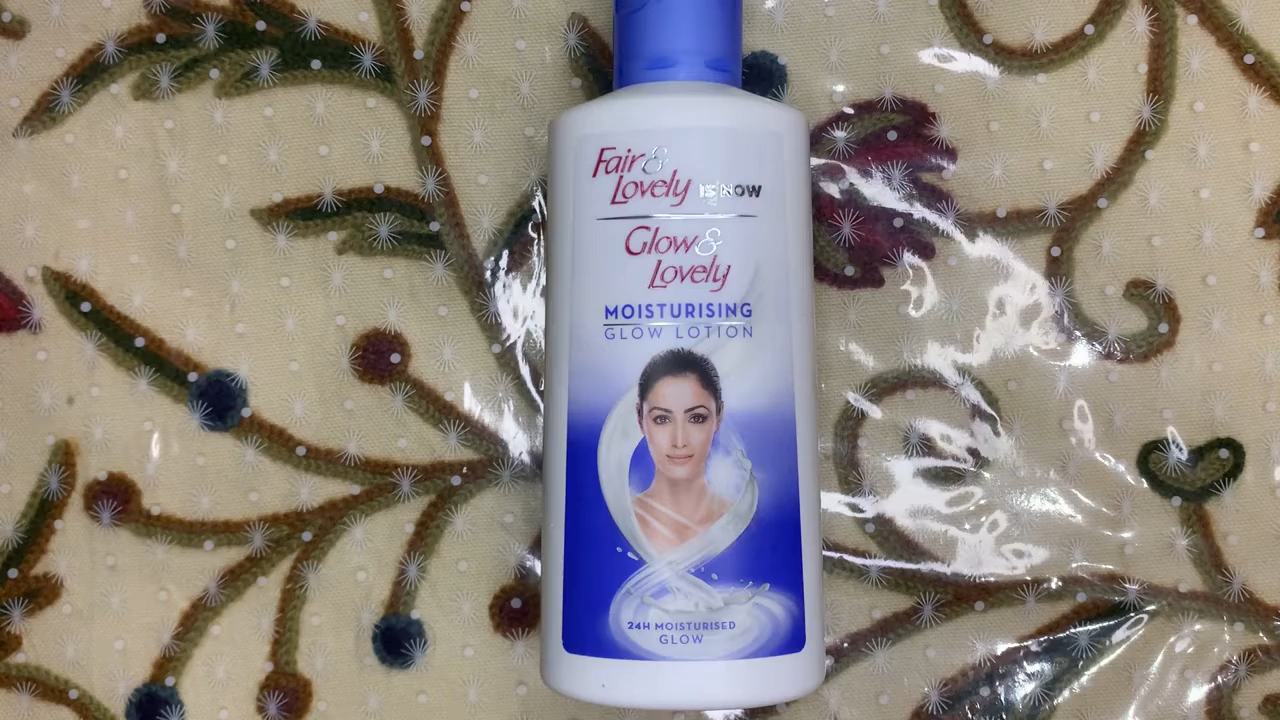 Fair &
Lovely IS NOW
Glow &
Lovely
MOISTURISING
GLOW LOTION
24H MOISTURISED
GLOW